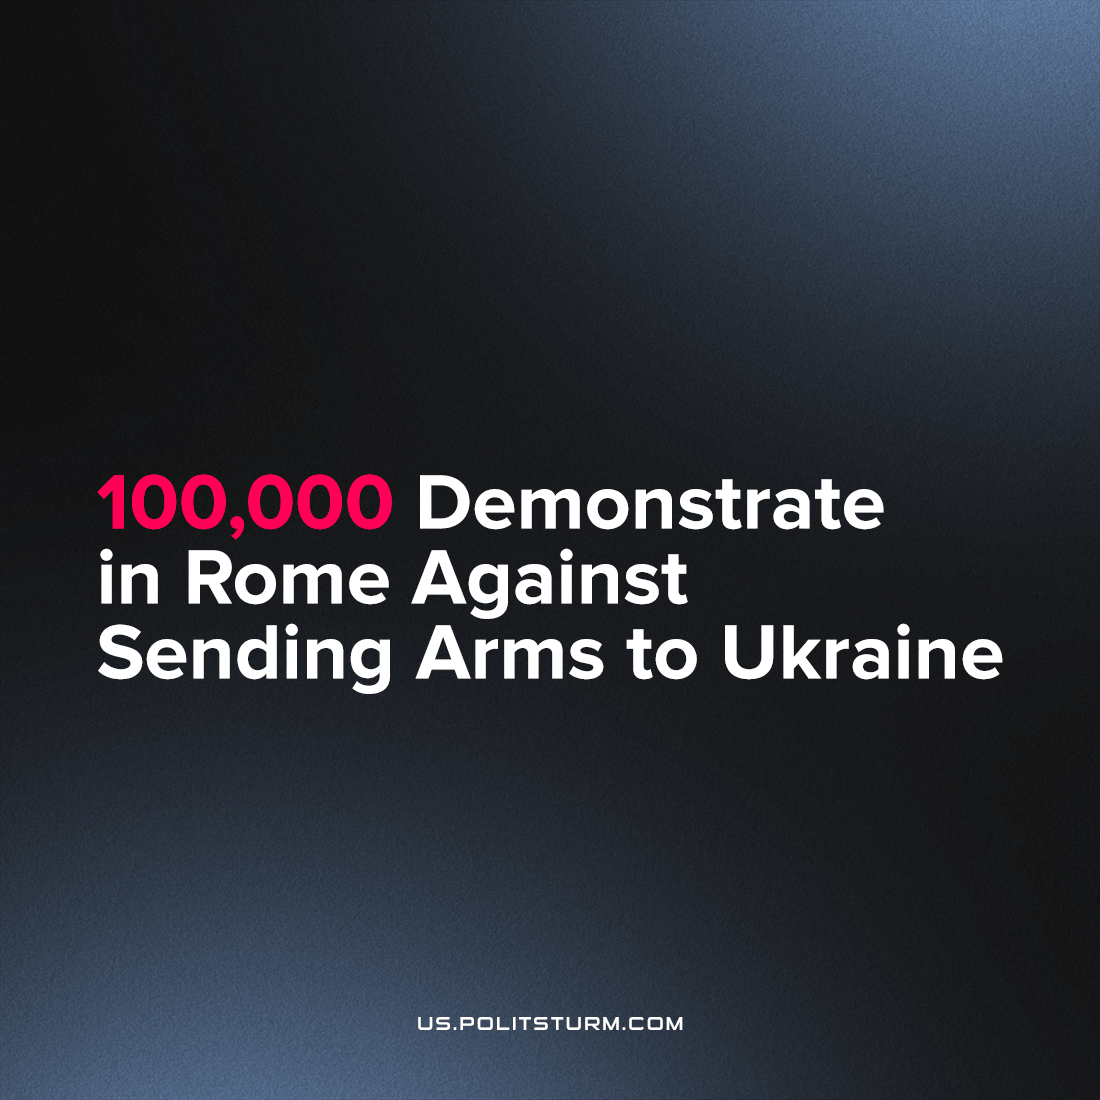 100,000 Demonstrate
in Rome Against
Sending Arms to Ukraine
US.POLITSTURM.COM